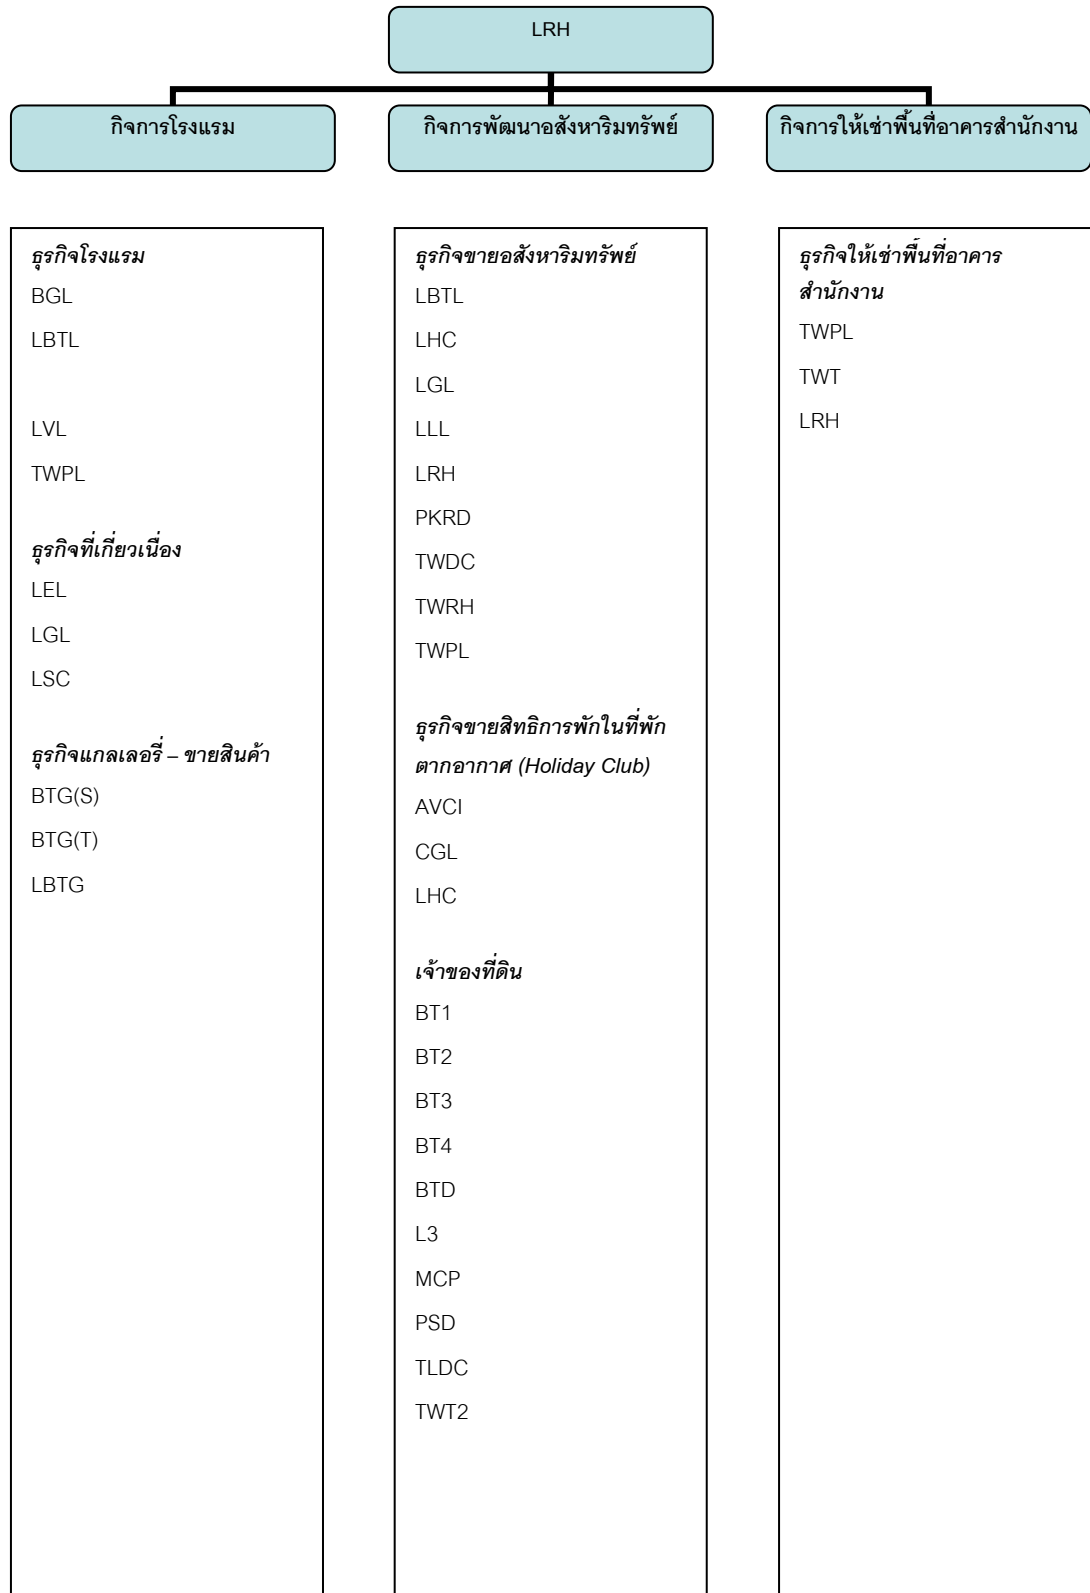 LRH
กิจการโรงแรม
กิจการพัฒนาอสังหาริมทรัพย์
กิจการให้เช่าพื้นที่อาคารสำนักงาน
ธุรกิจโรงแรม
BGL
LBTL
LVL
TWPL
ธุรกิจที่เกี่ยวเนื่อง
LEL
LGL
LSC
ธุรกิจแกลเลอรี่ – ขายสินค้า
BTG(S)
BTG(T)
LBTG
ธุรกิจขายอสังหาริมทรัพย์
LBTL
LHC
LGL
LLL
LRH
PKRD
TWDC
TWRH
TWPL
ธุรกิจขายสิทธิการพักในที่พัก
ตากอากาศ (Holiday Club)
AVCI
CGL
LHC
เจ้าของที่ดิน
BT1
BT2
BT3
BT4
BTD
L3
MCP
PSD
TLDC
TWT2
ธุรกิจให้เช่าพื้นที่อาคาร
สำนักงาน
TWPL
TWT
LRH